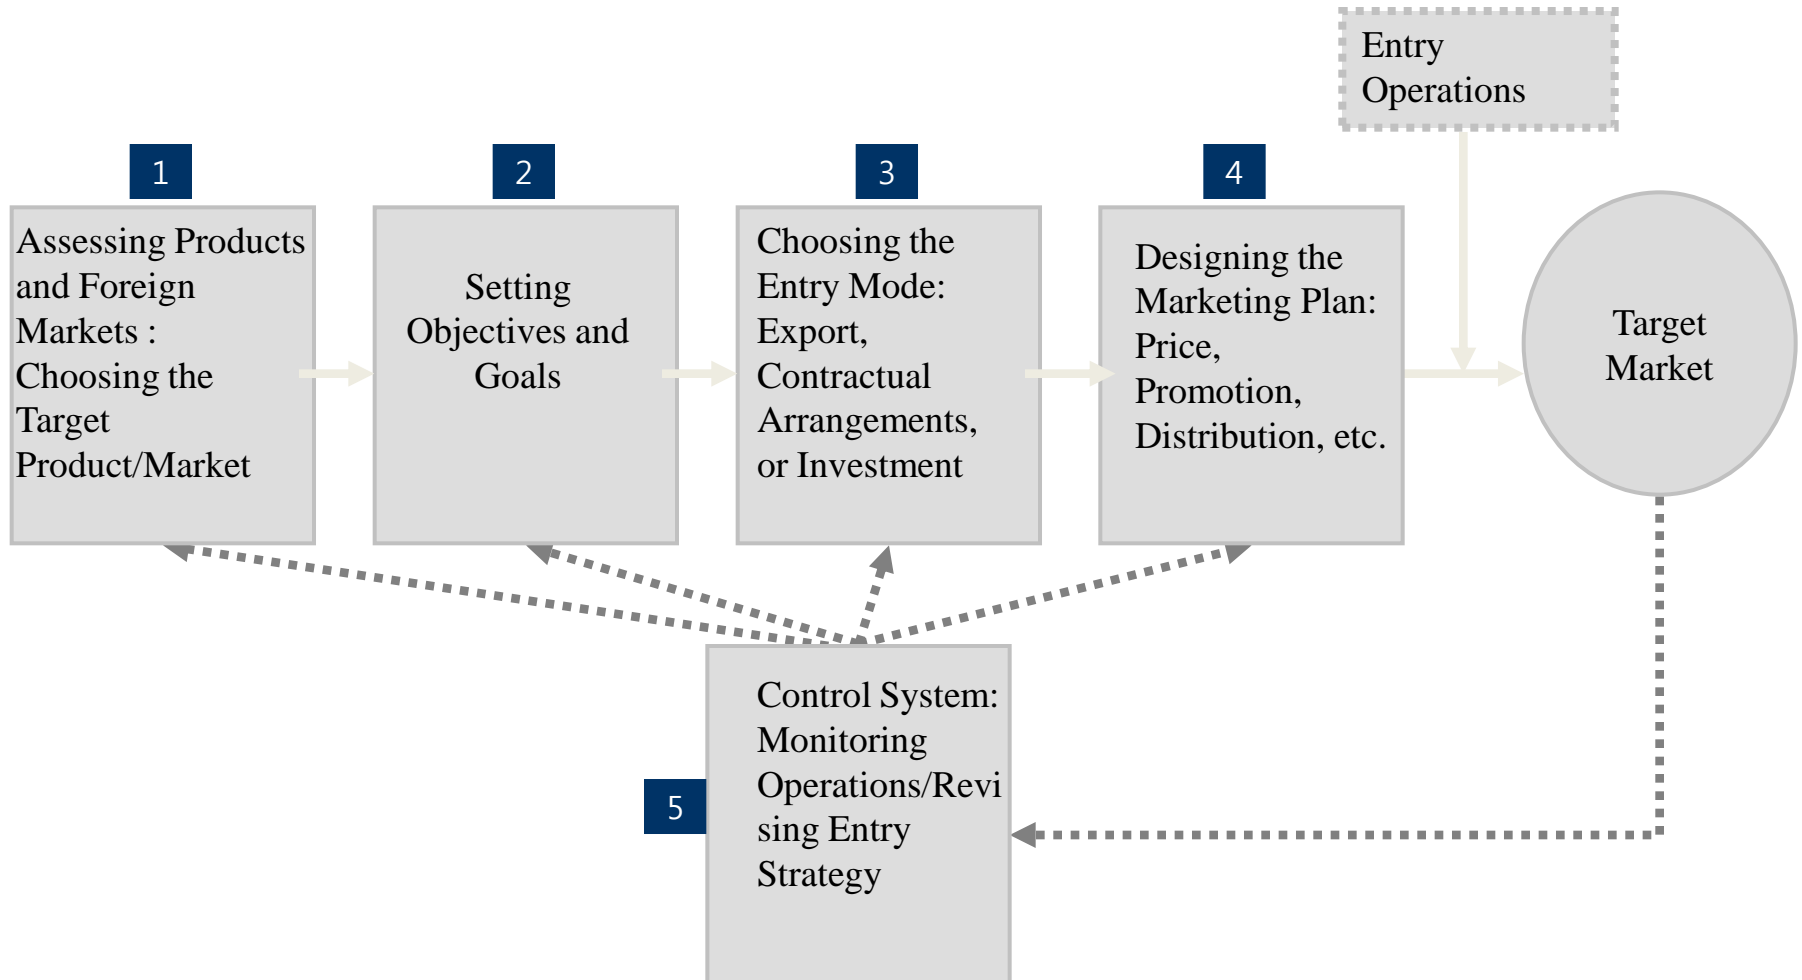 Entry
Operations
1
2
3
4
Assessing Products
and Foreign
Markets :
Choosing the
Target
Product/Market
Setting
Objectives and
Goals
Choosing the
Entry Mode:
Export,
Contractual
Arrangements,
or Investment
Designing the
Marketing Plan:
Price,
Promotion,
Distribution, etc.
Target
Market
5
Control System:
Monitoring
Operations/Revi
sing Entry
Strategy